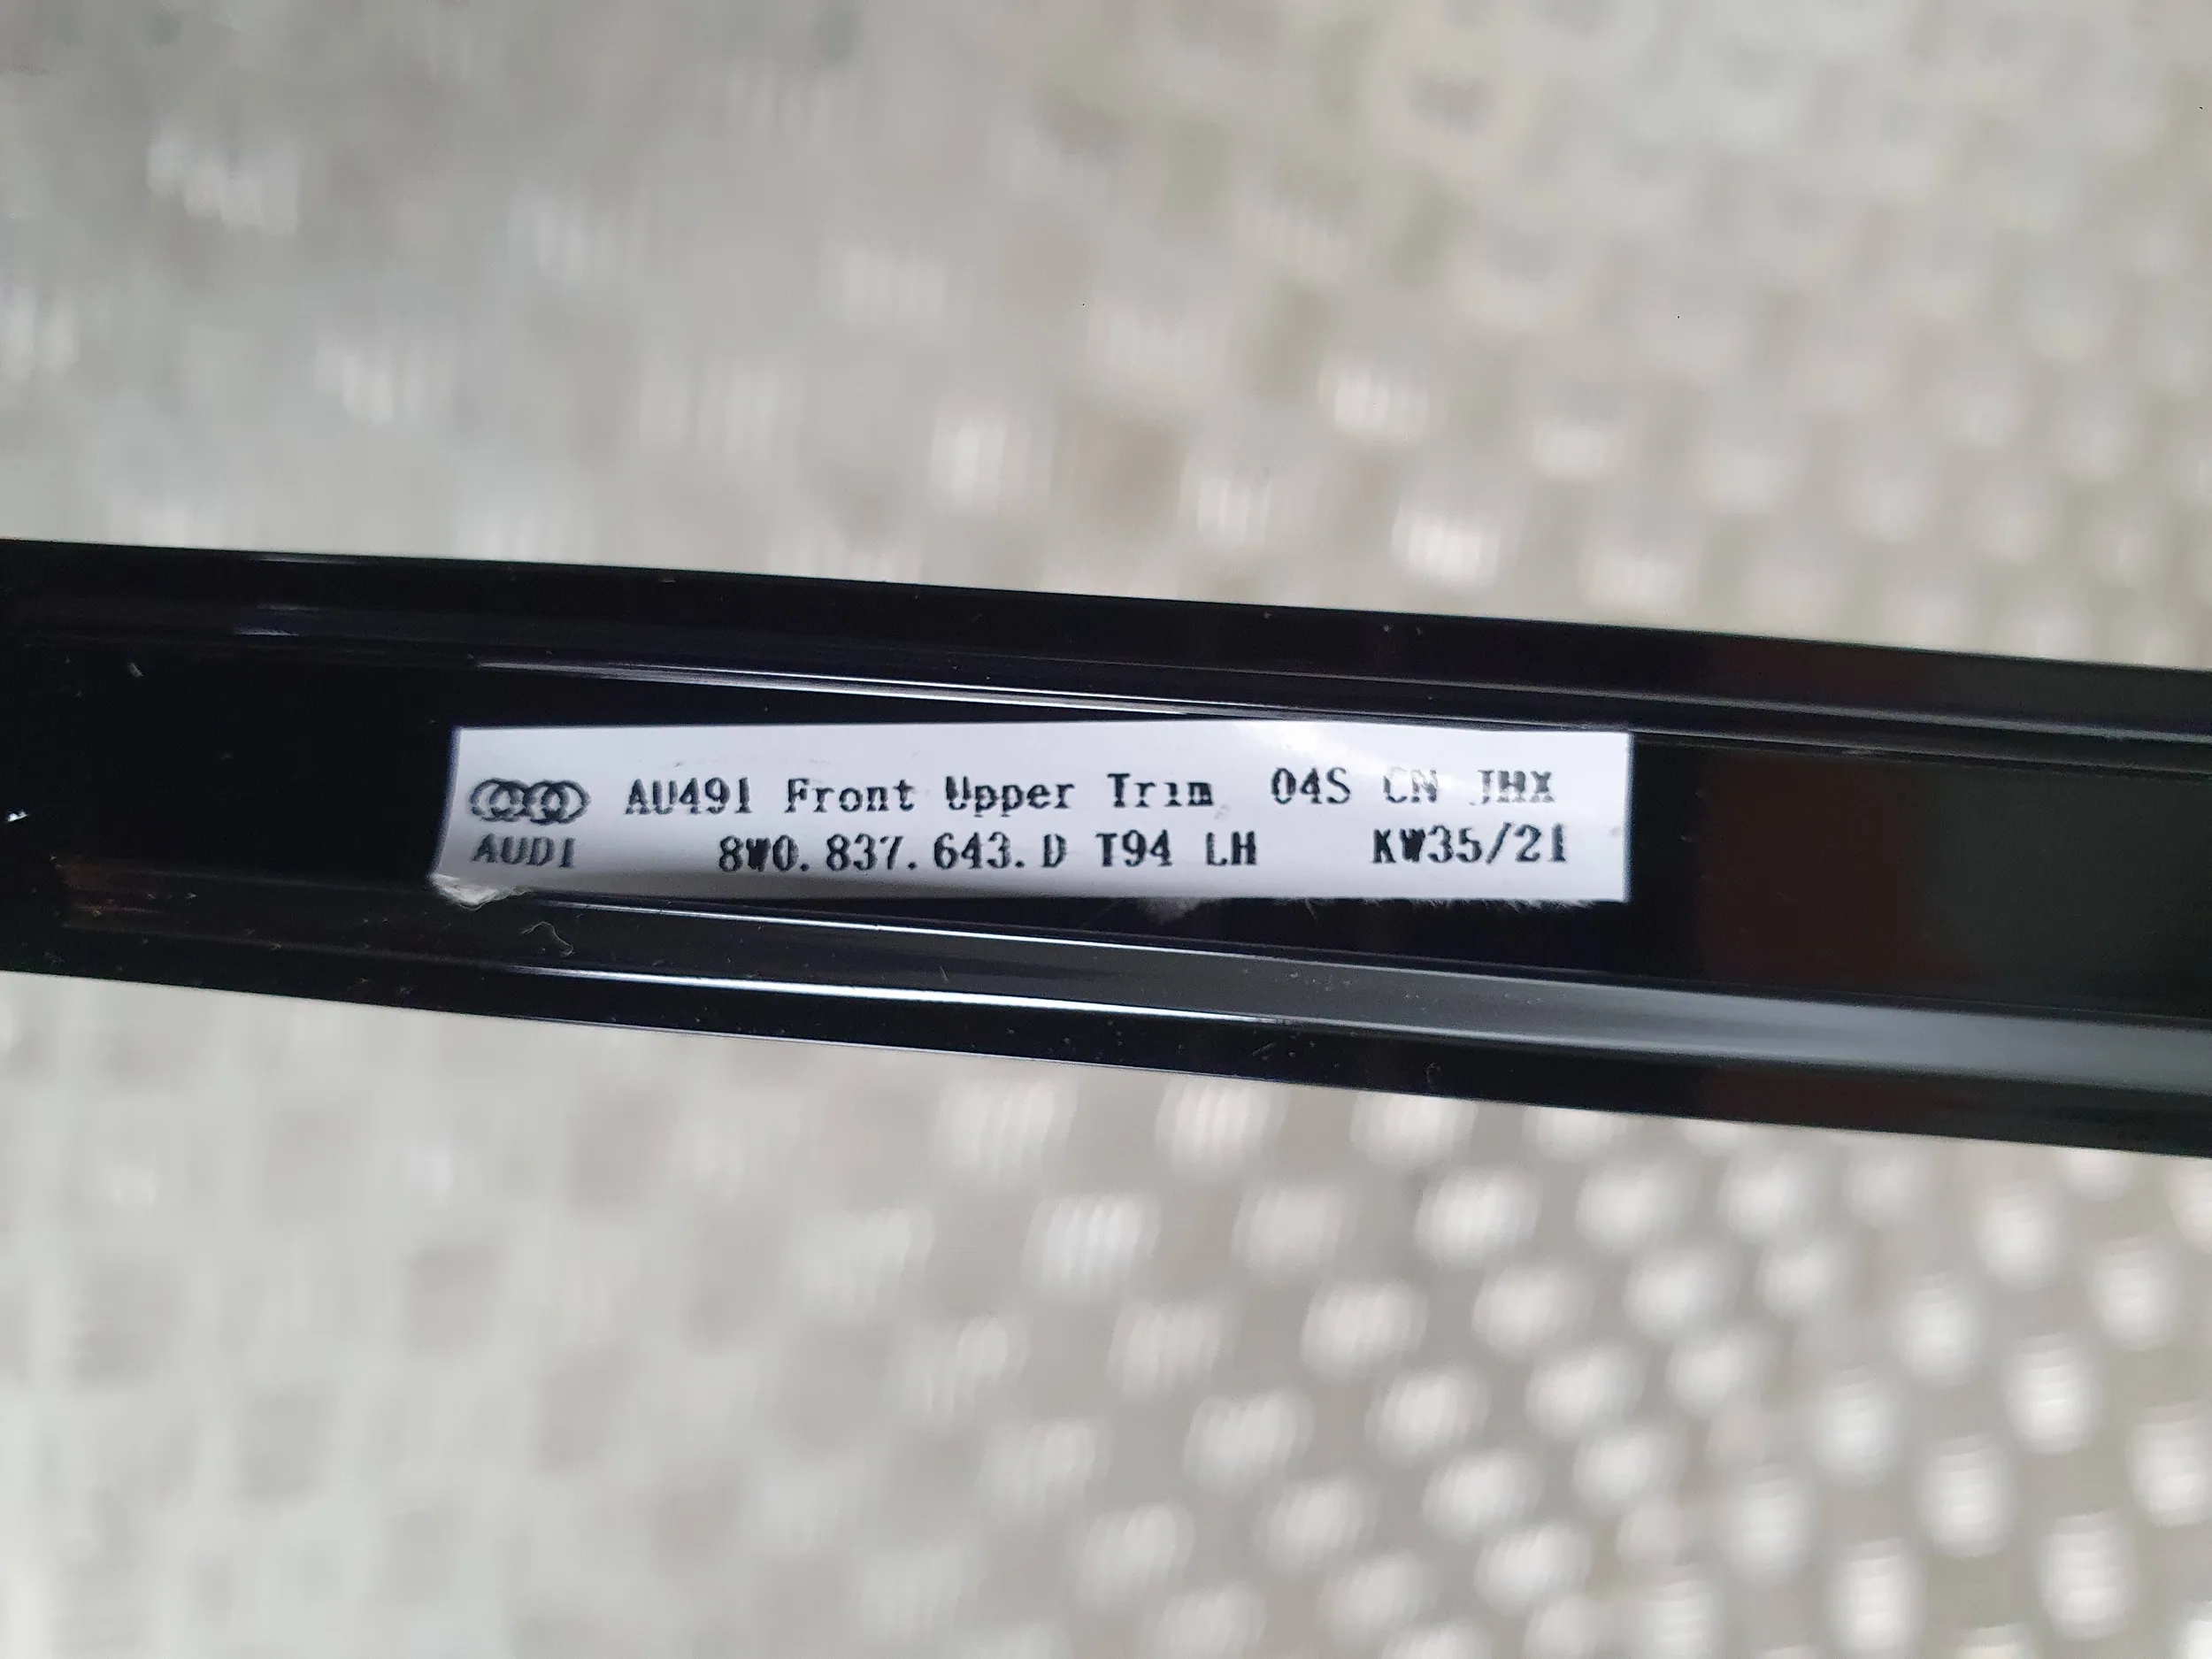 AU491 Front Upper Trim 04S CN JHX
AUDI 8W0.837.643.D T94 LH KW35/21